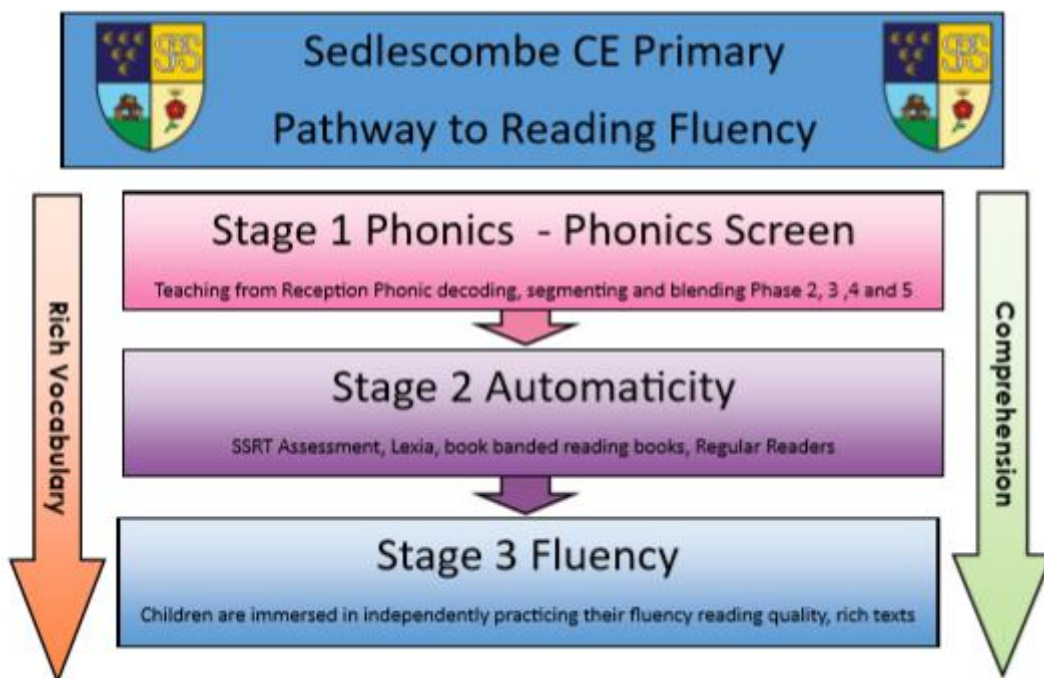 Sedlescombe CE Primary
Pathway to Reading Fluency
SPS
SPS
Stage 1 Phonics - Phonics Screen
Teaching from Reception Phonic decoding, segmenting and blending Phase 2, 3 ,4 and 5
Stage 2 Automaticity
SSRT Assessment, Lexia, book banded reading books, Regular Readers
Stage 3 Fluency
Children are immersed in independently practicing their fluency reading quality, rich texts
Rich Vocabulary
Comprehension